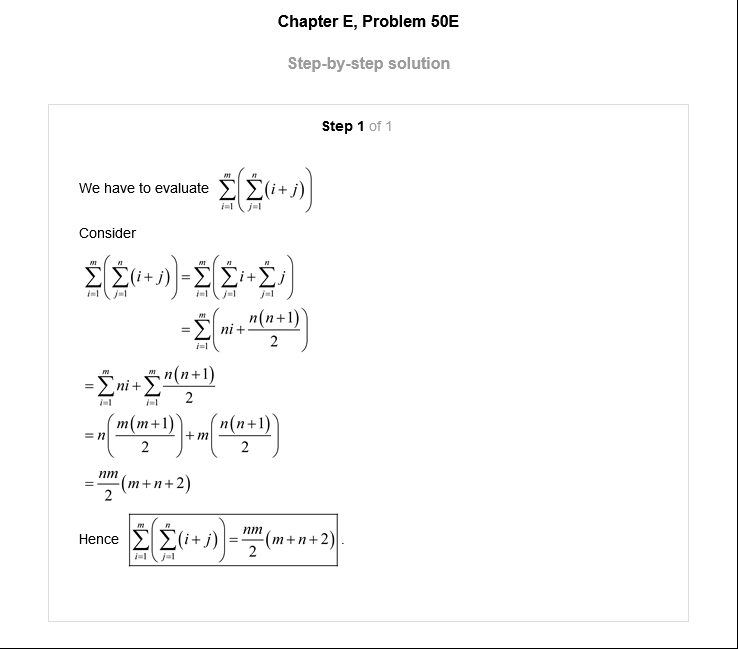 Chapter E, Problem 50E
Step-by-step solution
Step 1 of 1
We have to evaluate $\sum_{i=1}^{m}\left(\sum_{j=1}^{n}(i+j)\right)$
Consider
$\sum_{i=1}^{m}\left(\sum_{j=1}^{n}(i+j)\right)=\sum_{i=1}^{m}\left(\sum_{j=1}^{n}i+\sum_{j=1}^{n}j\right)$
$=\sum_{i=1}^{m}\left(ni+\frac{n(n+1)}{2}\right)$
$=\sum_{i=1}^{m}ni+\sum_{i=1}^{m}\frac{n(n+1)}{2}$
$=n\left(\frac{m(m+1)}{2}\right)+m\left(\frac{n(n+1)}{2}\right)$
$=\frac{nm}{2}(m+n+2)$
Hence $\sum_{i=1}^{m}\left(\sum_{j=1}^{n}(i+j)\right)=\frac{nm}{2}(m+n+2)$.